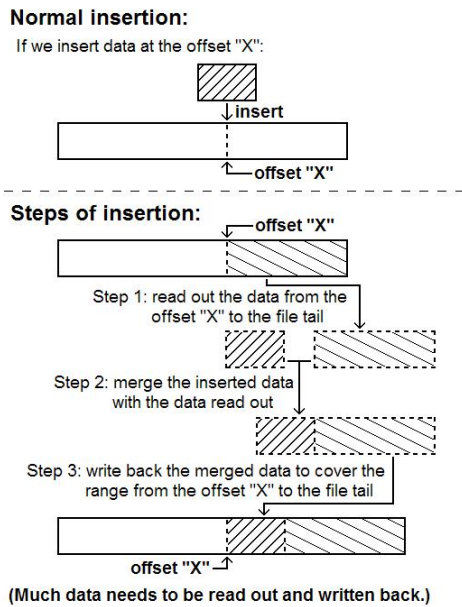 Normal insertion:
If we insert data at the offset "X":
insert
offset "X"
Steps of insertion:
offset "X"
Step 1: read out the data from the
offset "X" to the file tail
Step 2: merge the inserted data
with the data read out
Step 3: write back the merged data to cover the
range from the offset "X" to the file tail
offset "X"
(Much data needs to be read out and written back.)